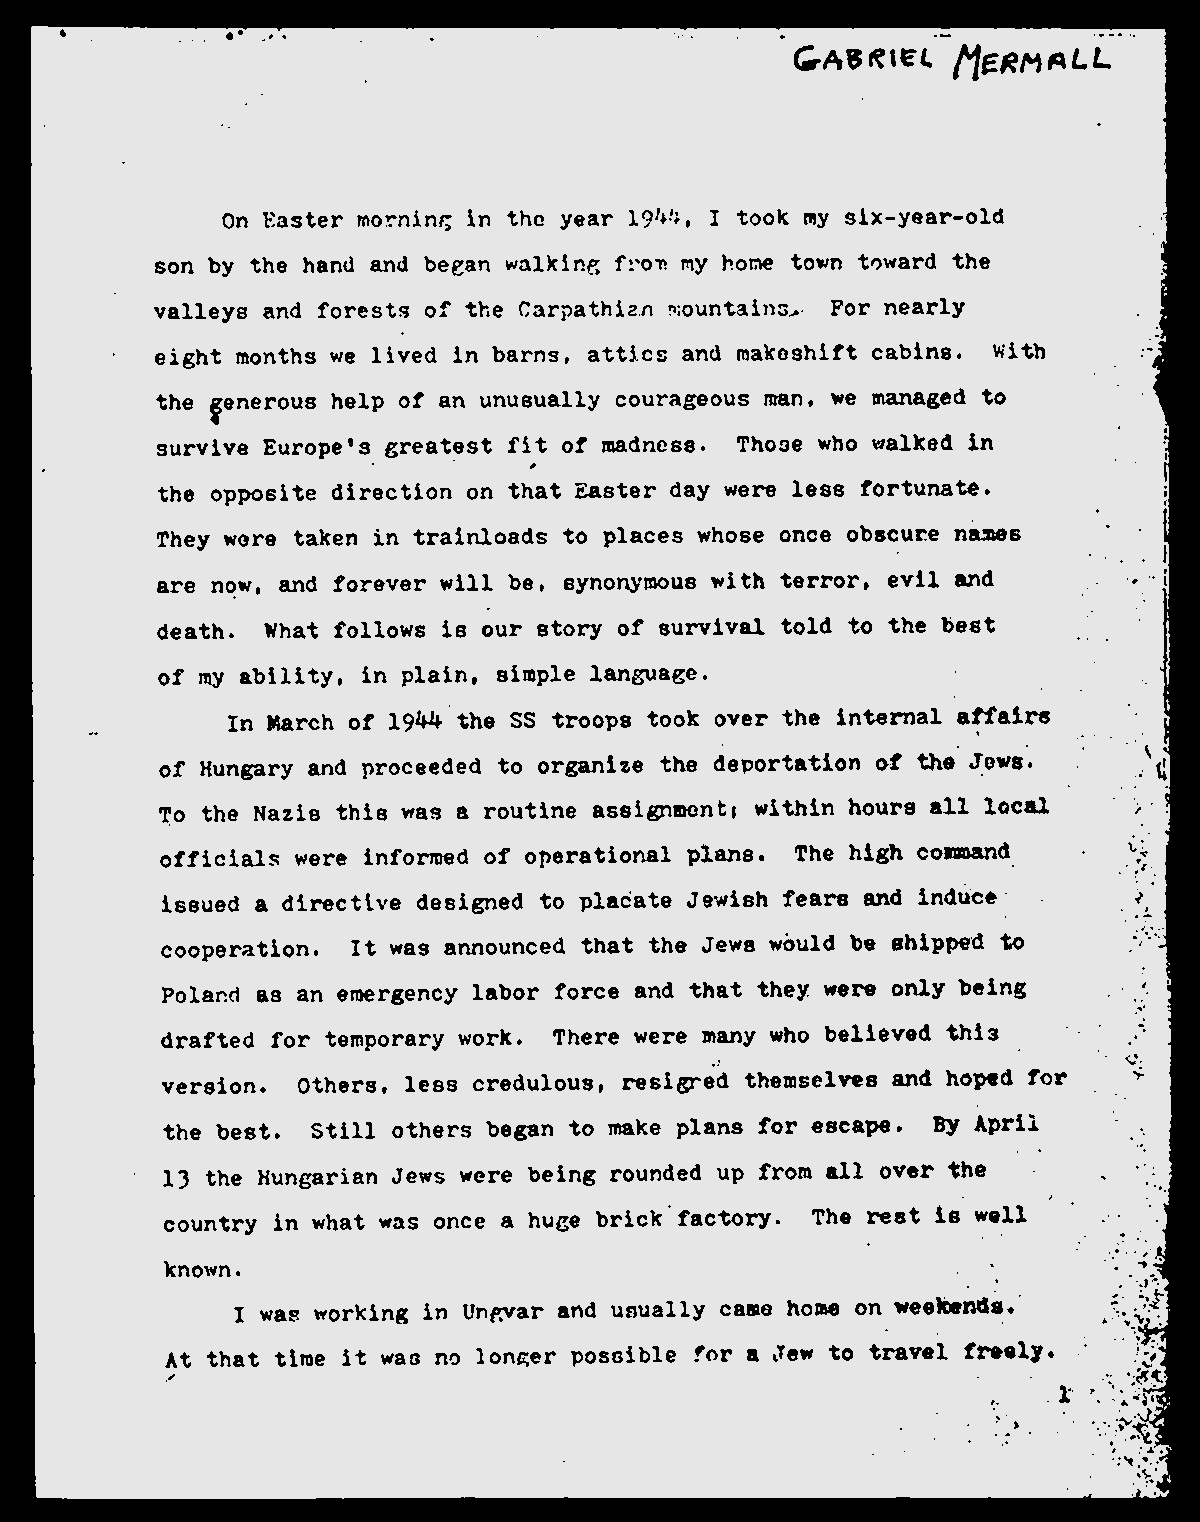 GABRIEL MERMALL
On Easter morning in the year 1944, I took my six-year-old
son by the hand and began walking from my home town toward the
valleys and forests of the Carpathian mountains. For nearly
eight months we lived in barns, attics and makeshift cabins. With
the generous help of an unusually courageous man, we managed to
survive Europe's greatest fit of madness. Those who walked in
the opposite direction on that Easter day were less fortunate.
They were taken in trainloads to places whose once obscure names
are now, and forever will be, synonymous with terror, evil and
death. What follows is our story of survival told to the best
of my ability, in plain, simple language.
In March of 1944 the SS troops took over the internal affairs
of Hungary and proceeded to organize the deportation of the Jews.
To the Nazis this was a routine assignment; within hours all local
officials were informed of operational plans. The high command
issued a directive designed to placate Jewish fears and induce
cooperation. It was announced that the Jews would be shipped to
Poland as an emergency labor force and that they were only being
drafted for temporary work. There were many who believed this
version. Others, less credulous, resigned themselves and hoped for
the best. Still others began to make plans for escape. By April
13 the Hungarian Jews were being rounded up from all over the
country in what was once a huge brick factory. The rest is well
known.
I was working in Ungvar and usually came home on weekends.
At that time it was no longer possible for a Jew to travel freely.
1